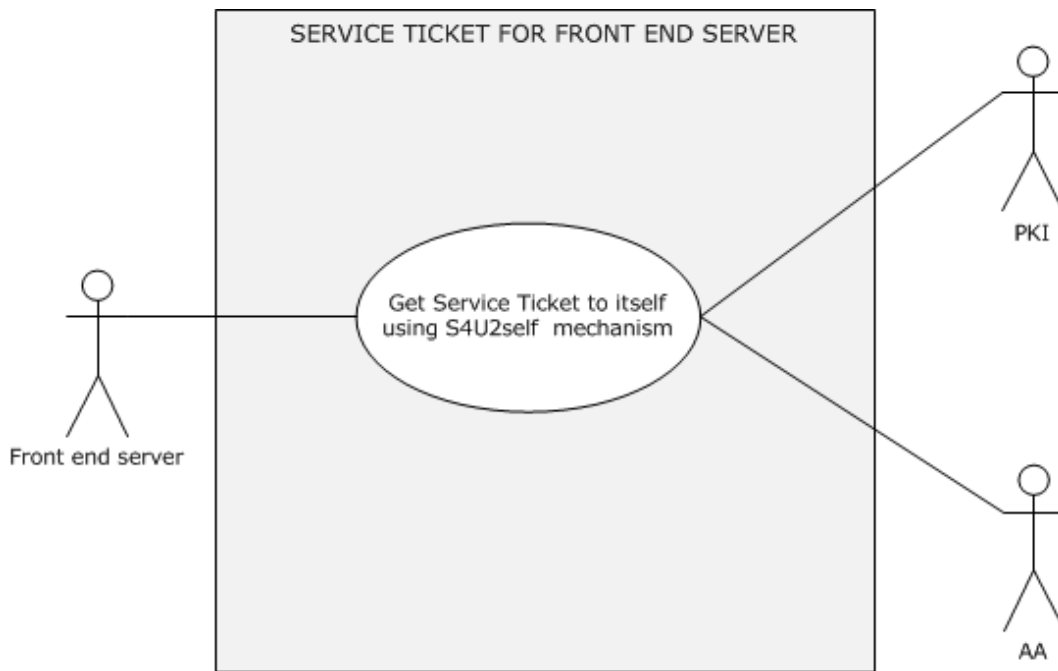 SERVICE TICKET FOR FRONT END SERVER
PKI
Get Service Ticket to itself
using S4U2self mechanism
Front end server
AA